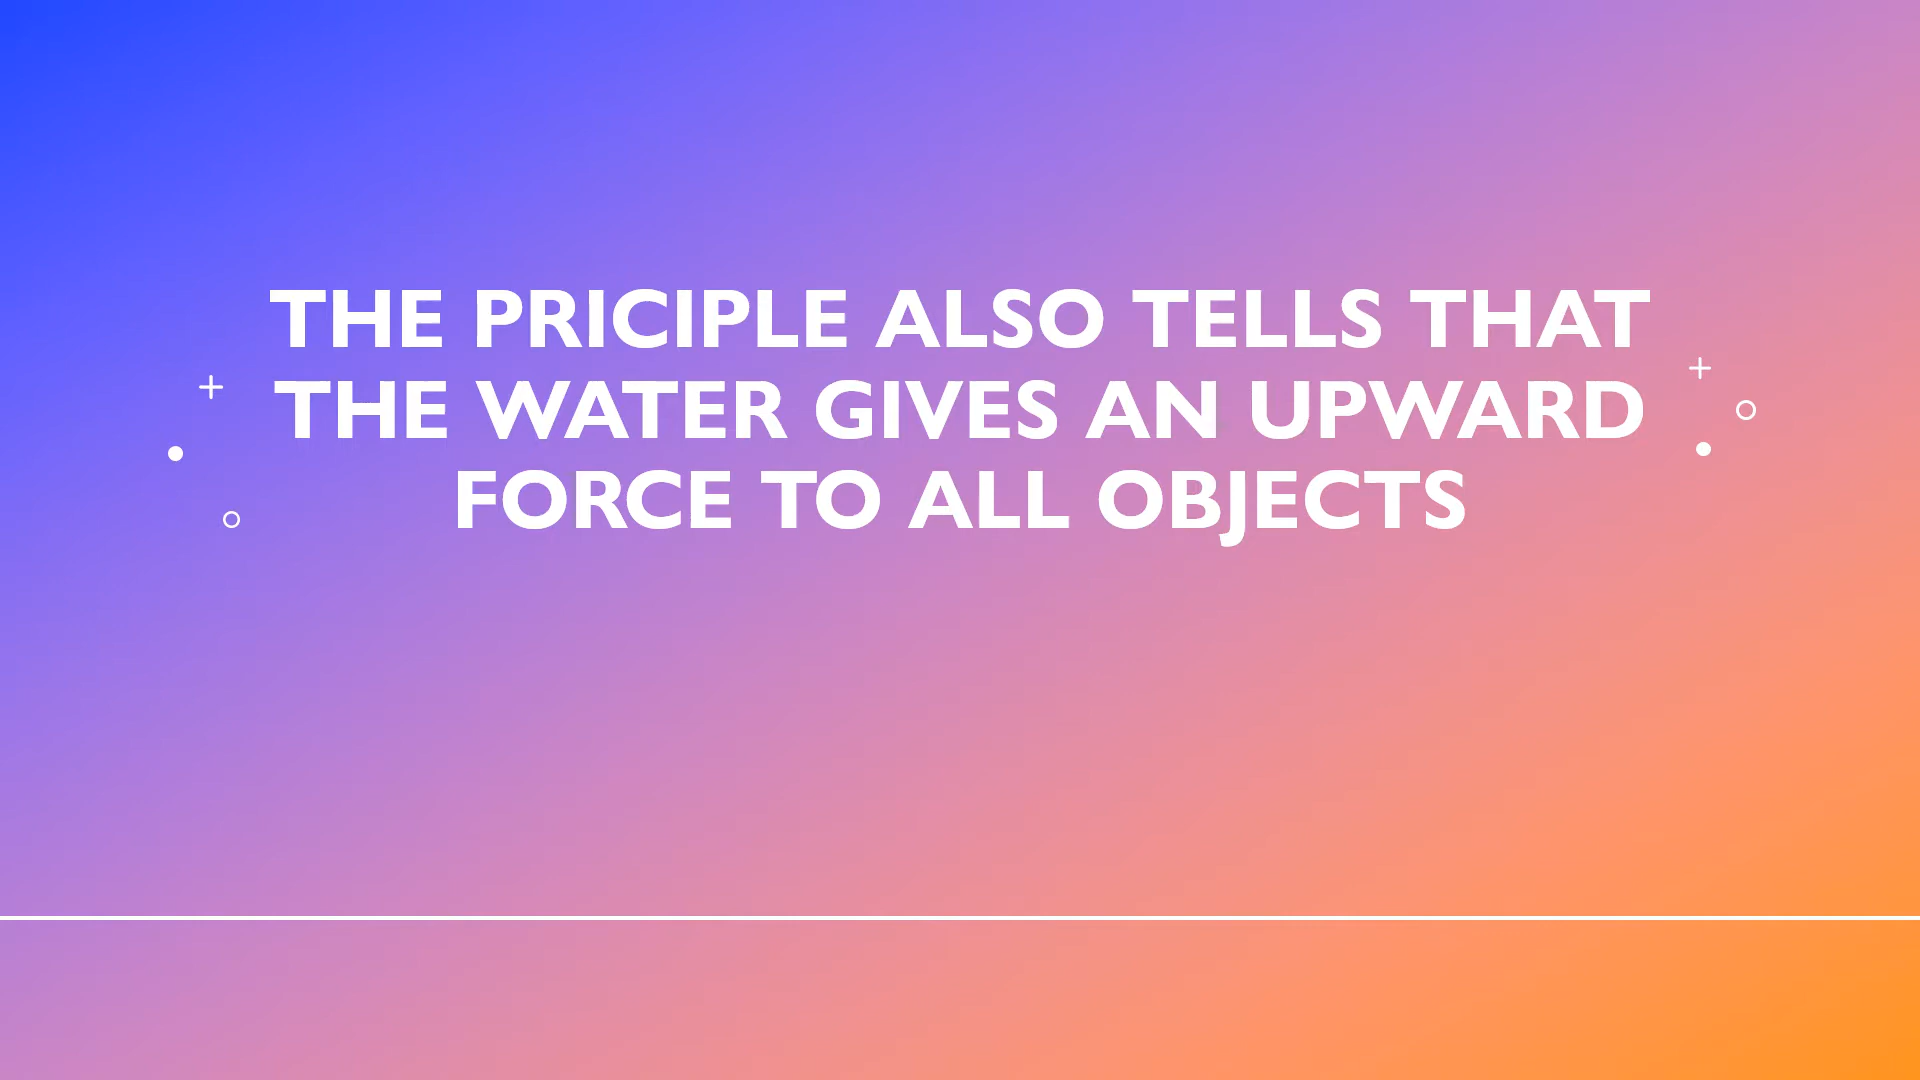 THE PRICIPLE ALSO TELLS THAT
THE WATER GIVES AN UPWARD
FORCE TO ALL OBJECTS